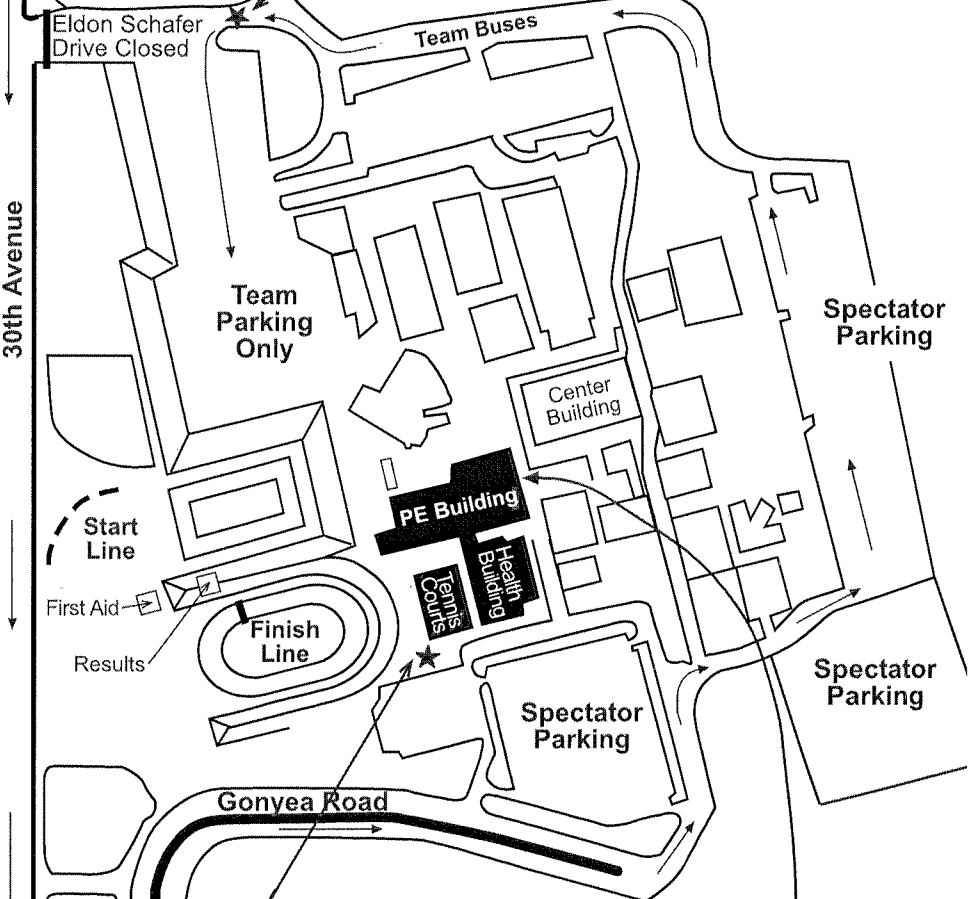 Eldon Schafer
Drive Closed
Team Buses
30th Avenue
Team
Parking
Only
Spectator
Parking
Center
Building
PE Building
Health
Building
Tennis
Courts
Start
Line
First Aid
Results
Finish
Line
Spectator
Parking
Spectator
Parking
Gonyea Road